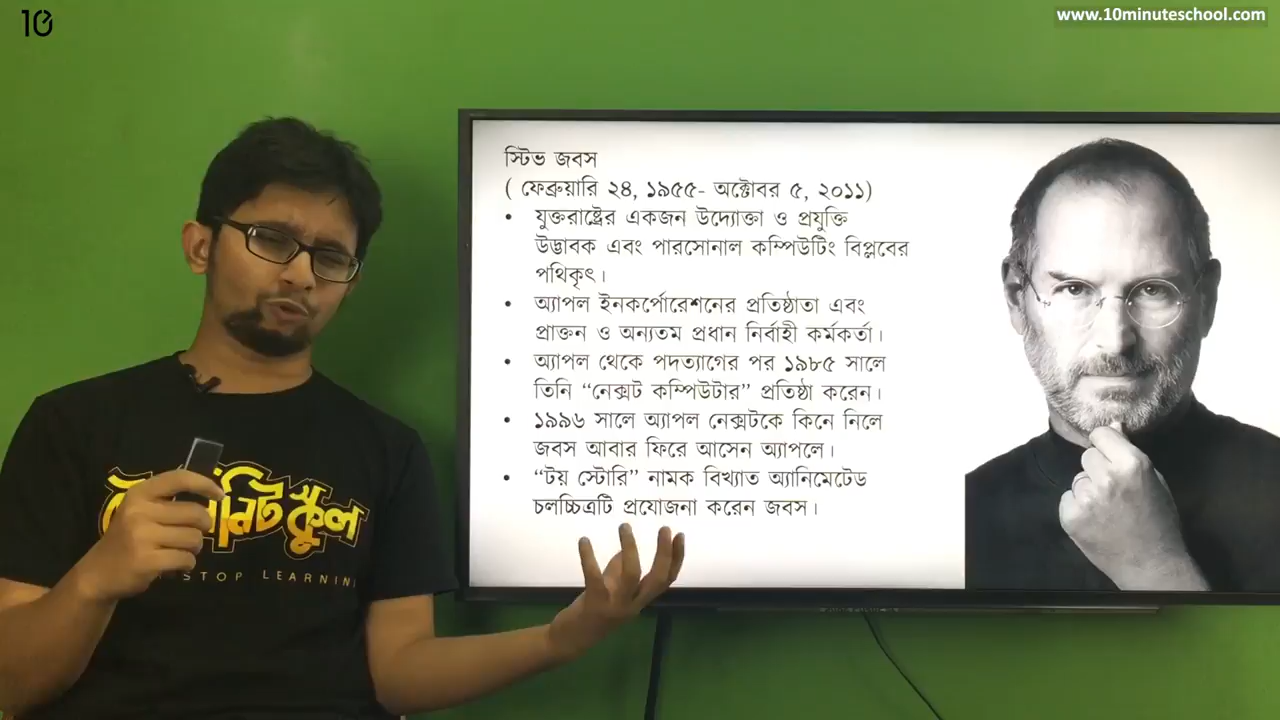 10
www.10minuteschool.com
স্টিভ জবস
( ফেব্রুয়ারি ২৪, ১৯৫৫- অক্টোবর ৫, ২০১১)
• যুক্তরাষ্ট্রের একজন উদ্যোক্তা ও প্রযুক্তি
উদ্ভাবক এবং পারসোনাল কম্পিউটিং বিপ্লবের
পথিকৃৎ।
• অ্যাপল ইনকর্পোরেশনের প্রতিষ্ঠাতা এবং
প্রাক্তন ও অন্যতম প্রধান নির্বাহী কর্মকর্তা।
• অ্যাপল থেকে পদত্যাগের পর ১৯৮৫ সালে
তিনি “নেক্সট কম্পিউটার” প্রতিষ্ঠা করেন।
• ১৯৯৬ সালে অ্যাপল নেক্সটকে কিনে নিলে
জবস আবার ফিরে আসেন অ্যাপলে।
• “টয় স্টোরি” নামক বিখ্যাত অ্যানিমেটেড
চলচ্চিত্রটি প্রযোজনা করেন জবস।
স্কুল
STOP LEARNIN